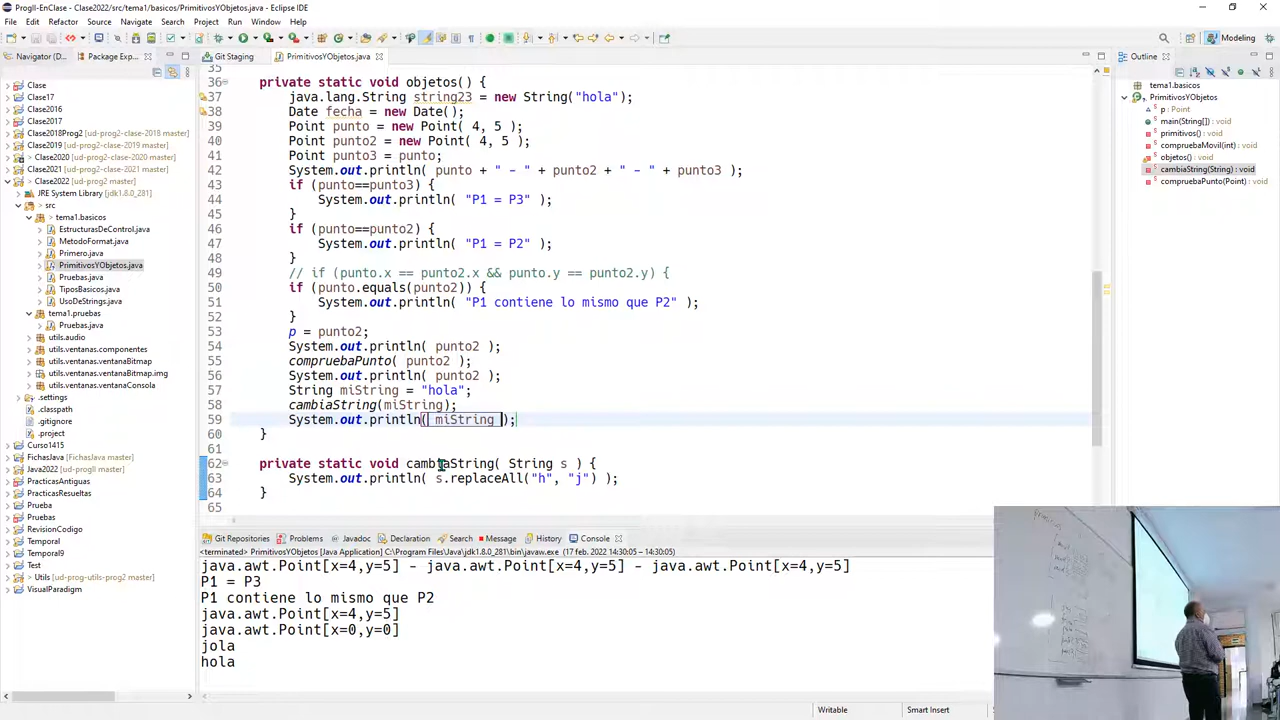 ProgII-EnClase - Clase2022/src/tema1/basicos/PrimitivosYObjetos.java - Eclipse IDE
File Edit Refactor Source Navigate Search Project Run Window Help
Modeling
Navigator (D...
Package Exp...
Git Staging
PrimitivosYObjetos.java
Outline
Clase
Clase17
Clase2016
Clase2017
Clase2018Prog2 [ud-prog2-clase-2018 master]
Clase2019 [ud-prog2-clase-2019 master]
> Clase2020 [ud-prog2-clase-2020 master]
Clase2021 [ud-prog2-clase-2021 master]
> Clase2022 [ud-prog2 master]
JRE System Library [jdk1.8.0_281]
src
tema1.basicos
EstructurasDeControl.java
MetodoFormat.java
Primero.java
PrimitivosYObjetos.java
Pruebas.java
TiposBasicos.java
UsoDeStrings.java
tema1.pruebas
Pruebas.java
utils.audio
utils.ventanas.componentes
utils.ventanas.ventanaBitmap
utils.ventanas.ventanaBitmap.img
utils.ventanas.ventanaConsola
.settings
.classpath
.gitignore
.project
Curso1415
FichasJava [ud-fichasJava master]
Java2022 [ud-progII master]
PracticasAntiguas
PracticasResueltas
Prueba
Pruebas
RevisionCodigo
Temporal
Temporal9
Test
> Utils [ud-prog-utils-prog2 master]
VisualParadigm
35
36 private static void objetos() {
37 java.lang.String string23 = new String("hola");
38 Date fecha = new Date();
39 Point punto = new Point( 4, 5 );
40 Point punto2 = new Point( 4, 5 );
41 Point punto3 = punto;
42 System.out.println( punto + " - " + punto2 + " - " + punto3 );
43 if (punto==punto3) {
44 System.out.println( "P1 = P3" );
45 }
46 if (punto==punto2) {
47 System.out.println( "P1 = P2" );
48 }
49 // if (punto.x == punto2.x && punto.y == punto2.y) {
50 if (punto.equals(punto2)) {
51 System.out.println( "P1 contiene lo mismo que P2" );
52 }
53 p = punto2;
54 System.out.println( punto2 );
55 compruebaPunto( punto2 );
56 System.out.println( punto2 );
57 String miString = "hola";
58 cambiaString(miString);
59 System.out.println( miString );
60 }
61
62 private static void cambiaString( String s ) {
63 System.out.println( s.replaceAll("h", "j") );
64 }
65
tema1.basicos
PrimitivosYObjetos
p : Point
main(String[]) : void
primitivos() : void
compruebaMovil(int) : void
objetos() : void
cambiaString(String) : void
compruebaPunto(Point) : void
Git Repositories Problems Javadoc Declaration Search Message History Console
<terminated> PrimitivosYObjetos [Java Application] C:\Program Files\Java\jdk1.8.0_281\bin\javaw.exe (17 feb. 2022 14:30:05 – 14:30:05)
java.awt.Point[x=4,y=5] - java.awt.Point[x=4,y=5] - java.awt.Point[x=4,y=5]
P1 = P3
P1 contiene lo mismo que P2
java.awt.Point[x=4,y=5]
java.awt.Point[x=0,y=0]
jola
hola
Writable
Smart Insert